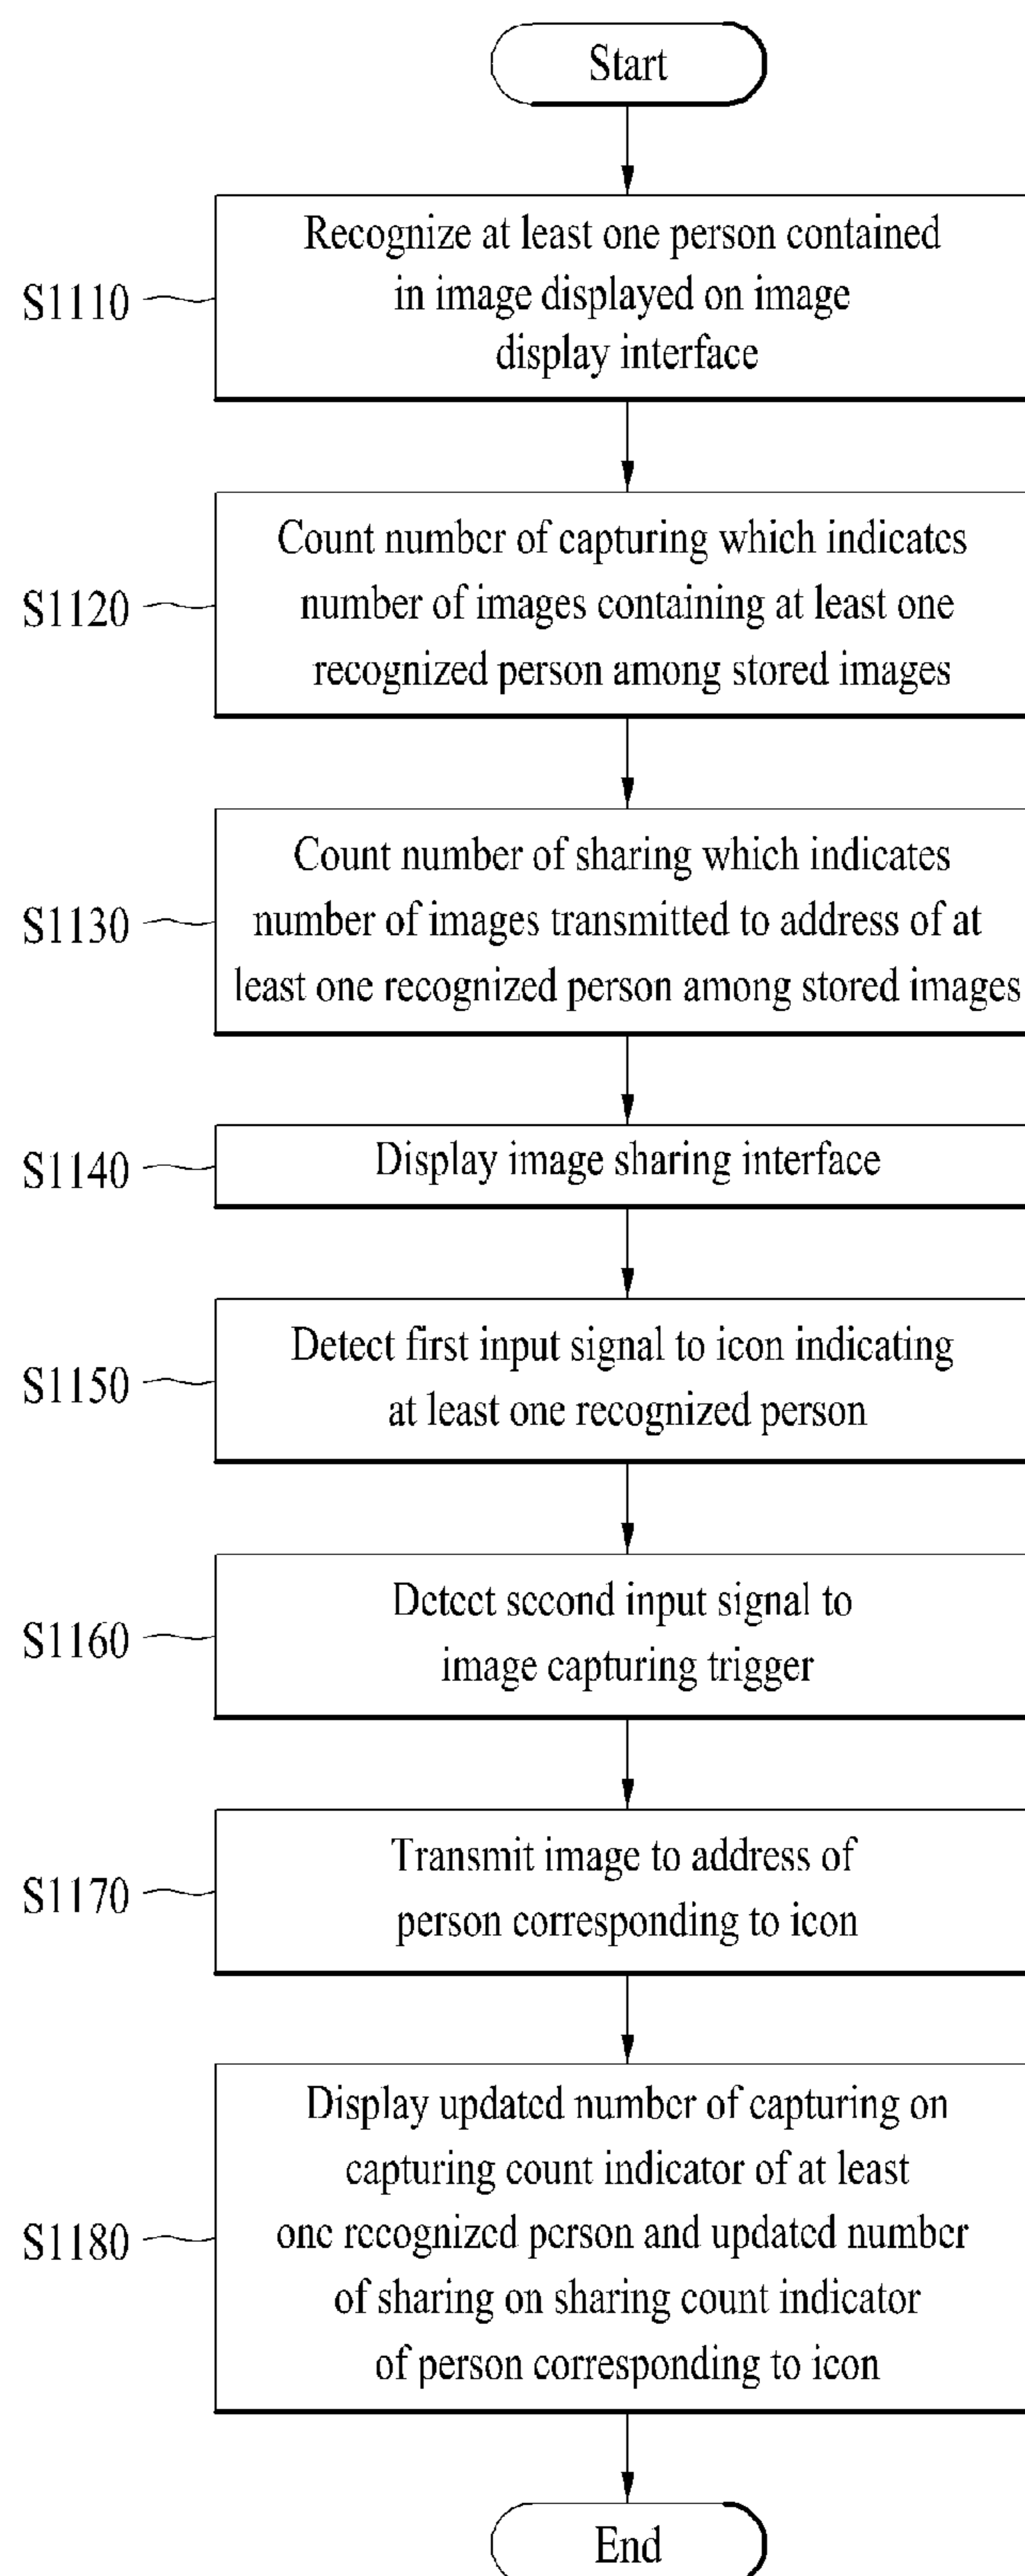 Start
Recognize at least one person contained
in image displayed on image
display interface
S1110
Count number of capturing which indicates
number of images containing at least one
recognized person among stored images
S1120
Count number of sharing which indicates
number of images transmitted to address of at
least one recognized person among stored images
S1130
Display image sharing interface
S1140
Detect first input signal to icon indicating
at least one recognized person
S1150
Detect second input signal to
image capturing trigger
S1160
Transmit image to address of
person corresponding to icon
S1170
Display updated number of capturing on
capturing count indicator of at least
one recognized person and updated number
of sharing on sharing count indicator
of person corresponding to icon
S1180
End